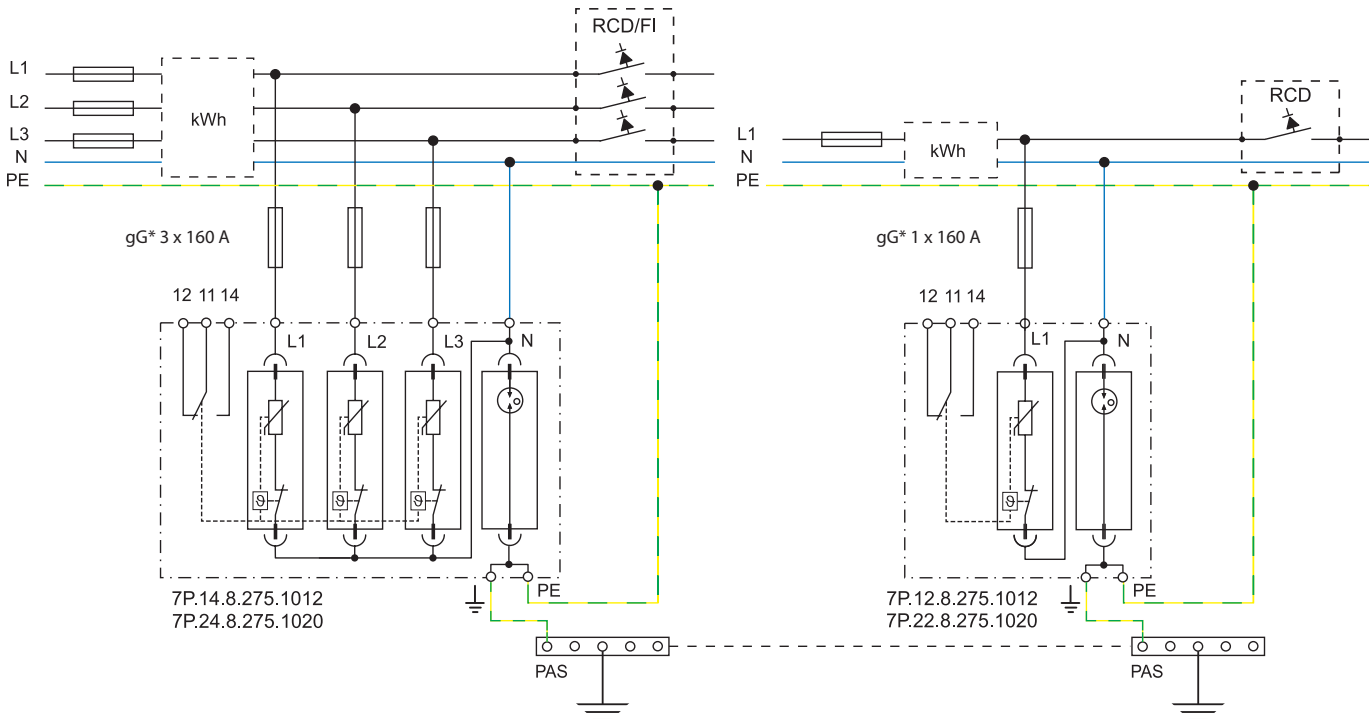 RCD/FI
L1
L2
L3
N
PE
kWh
gG* 3 x 160 A
12 11 14
L1
L2
L3
N
ϑ
ϑ
ϑ
PE
7P.14.8.275.1012
7P.24.8.275.1020
PAS
RCD
L1
N
PE
kWh
gG* 1 x 160 A
12 11 14
L1
N
ϑ
PE
7P.12.8.275.1012
7P.22.8.275.1020
PAS